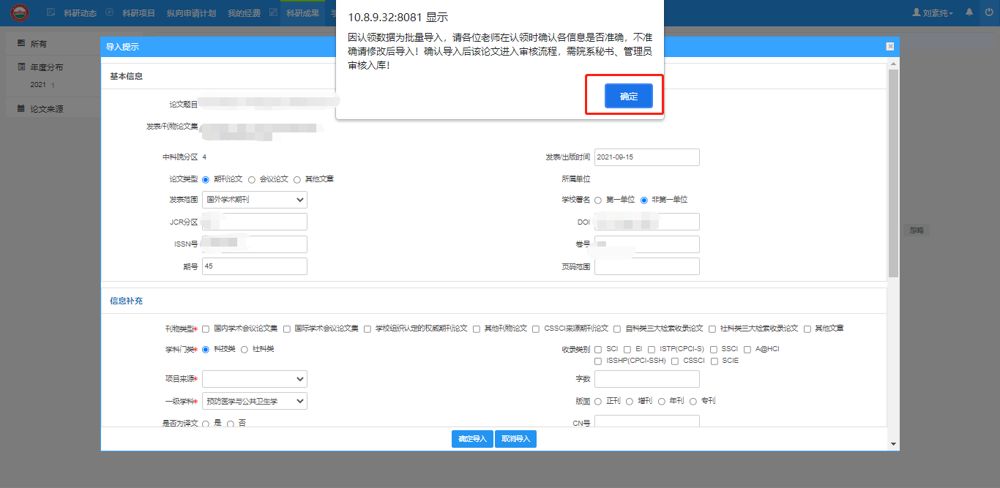 科研动态 科研项目 纵向申请计划 我的经费 科研成果 学 刘素纯
10.8.9.32:8081 显示
因认领数据为批量导入，请各位老师在认领时确认各信息是否准确，不准
确请修改后导入！确认导入后该论文进入审核流程，需院系秘书、管理员
审核入库！
确定
所有
年度分布
2021 1
论文来源
导入提示
基本信息
论文题目
发表/刊物论文集
中科院分区 4 发表/出版时间 2021-09-15
论文类型 期刊论文 会议论文 其他文章 所属单位
发表范围 国外学术期刊 学校署名 第一单位 非第一单位
JCR分区 DOI
忽略
ISSN号 卷号
期号 45 页码范围
信息补充
刊物类型* 国内学术会议论文集 国际学术会议论文集 学校组织认定的权威期刊论文 其他刊物论文 CSSCI来源期刊论文 自科类三大检索收录论文 社科类三大检索收录论文 其他文章
学科门类* 科技类 社科类 收录类别 SCI EI ISTP(CPCI-S) SSCI A@HCI
ISSHP(CPCI-SSH) CSSCI SCIE
项目来源* 字数
一级学科* 预防医学与公共卫生学 版面 正刊 增刊 年刊 专刊
是否为译文 是 否 CN号
确定导入 取消导入